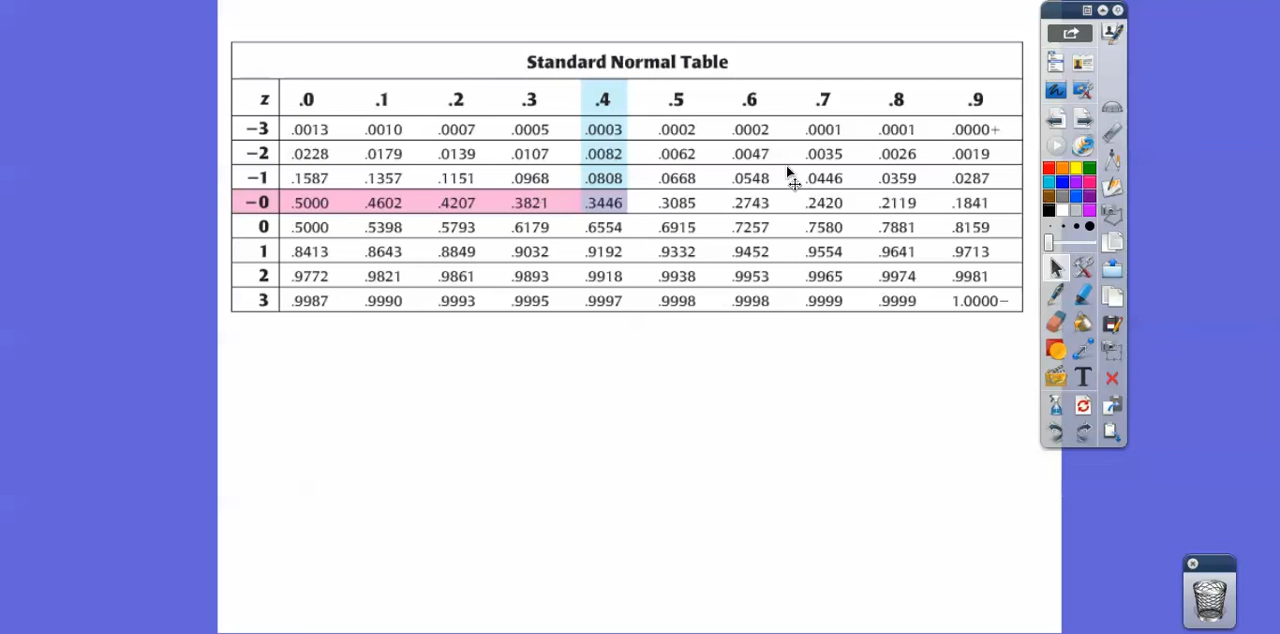 Standard Normal Table
z .0 .1 .2 .3 .4 .5 .6 .7 .8 .9
−3 .0013 .0010 .0007 .0005 .0003 .0002 .0002 .0001 .0001 .0000+
−2 .0228 .0179 .0139 .0107 .0082 .0062 .0047 .0035 .0026 .0019
−1 .1587 .1357 .1151 .0968 .0808 .0668 .0548 .0446 .0359 .0287
−0 .5000 .4602 .4207 .3821 .3446 .3085 .2743 .2420 .2119 .1841
0 .5000 .5398 .5793 .6179 .6554 .6915 .7257 .7580 .7881 .8159
1 .8413 .8643 .8849 .9032 .9192 .9332 .9452 .9554 .9641 .9713
2 .9772 .9821 .9861 .9893 .9918 .9938 .9953 .9965 .9974 .9981
3 .9987 .9990 .9993 .9995 .9997 .9998 .9998 .9999 .9999 1.0000−
T